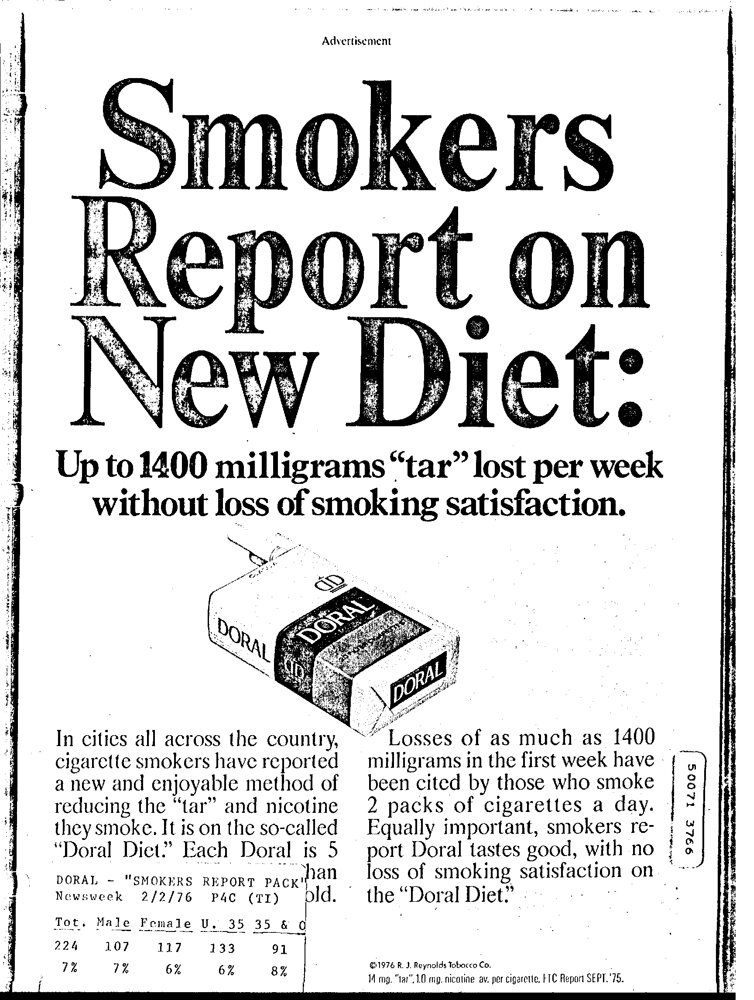 Advertisement
Smokers
Report on
New Diet:
Up to 1400 milligrams “tar” lost per week
without loss of smoking satisfaction.
DORAL
DORAL
DORAL
In cities all across the country,
cigarette smokers have reported
a new and enjoyable method of
reducing the “tar” and nicotine
they smoke. It is on the so-called
“Doral Diet.” Each Doral is 5
han
old.
DORAL - "SMOKERS REPORT PACK"
Newsweek 2/2/76 P4C (TI)
Tot. Male Female U. 35 35 & O
224 107 117 133 91
7% 7% 6% 6% 8%
Losses of as much as 1400
milligrams in the first week have
been cited by those who smoke
2 packs of cigarettes a day.
Equally important, smokers re-
port Doral tastes good, with no
loss of smoking satisfaction on
the “Doral Diet.”
50071 3766
©1976 R. J. Reynolds Tobacco Co.
14 mg. "tar", 1.0 mg. nicotine av. per cigarette, FTC Report SEPT. '75.